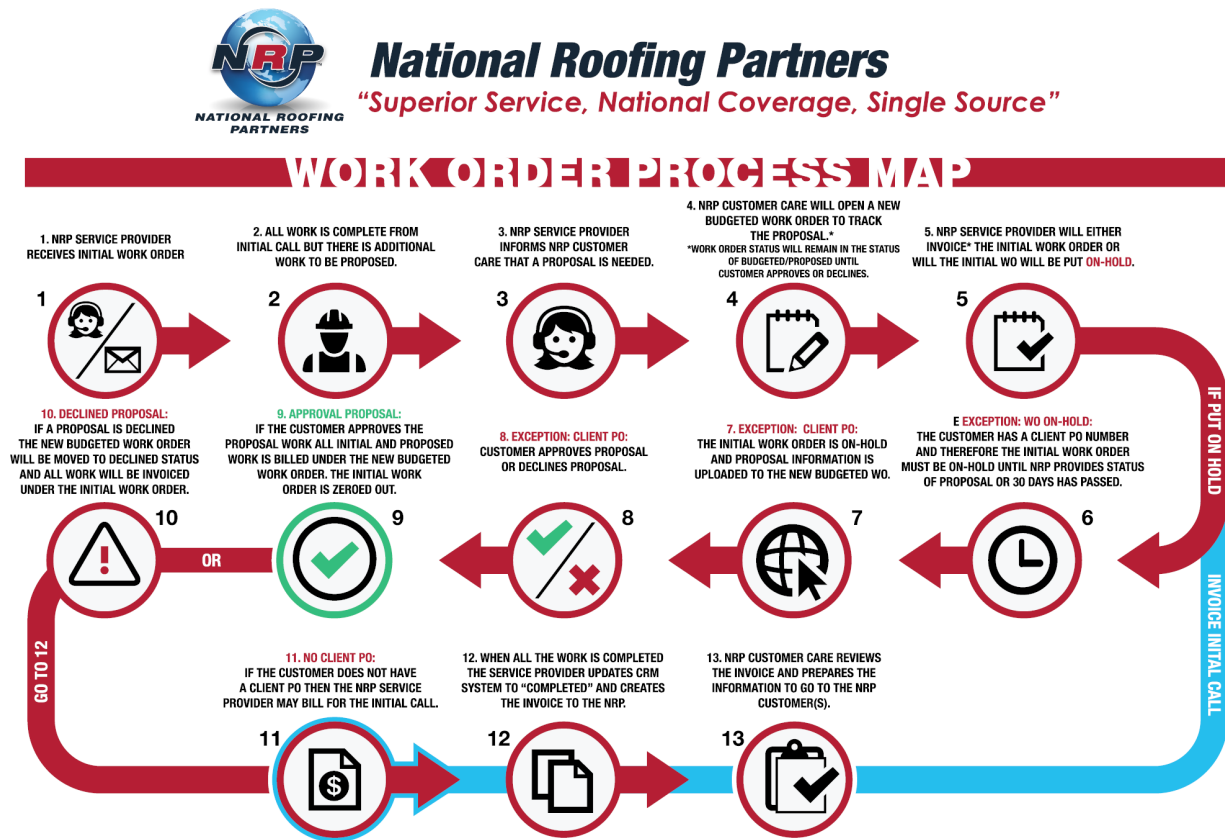 NRP
NATIONAL ROOFING
PARTNERS
National Roofing Partners
“Superior Service, National Coverage, Single Source”
WORK ORDER PROCESS MAP
1. NRP SERVICE PROVIDER
RECEIVES INITIAL WORK ORDER
1
2. ALL WORK IS COMPLETE FROM
INITIAL CALL BUT THERE IS ADDITIONAL
WORK TO BE PROPOSED.
2
3. NRP SERVICE PROVIDER
INFORMS NRP CUSTOMER
CARE THAT A PROPOSAL IS NEEDED.
3
4. NRP CUSTOMER CARE WILL OPEN A NEW
BUDGETED WORK ORDER TO TRACK
THE PROPOSAL.*
*WORK ORDER STATUS WILL REMAIN IN THE STATUS
OF BUDGETED/PROPOSED UNTIL
CUSTOMER APPROVES OR DECLINES.
4
5. NRP SERVICE PROVIDER WILL EITHER
INVOICE* THE INITIAL WORK ORDER OR
WILL THE INITIAL WO WILL BE PUT ON-HOLD.
5
IF PUT ON HOLD
E EXCEPTION: WO ON-HOLD:
THE CUSTOMER HAS A CLIENT PO NUMBER
AND THEREFORE THE INITIAL WORK ORDER
MUST BE ON-HOLD UNTIL NRP PROVIDES STATUS
OF PROPOSAL OR 30 DAYS HAS PASSED.
6
7. EXCEPTION: CLIENT PO:
THE INITIAL WORK ORDER IS ON-HOLD
AND PROPOSAL INFORMATION IS
UPLOADED TO THE NEW BUDGETED WO.
7
8. EXCEPTION: CLIENT PO:
CUSTOMER APPROVES PROPOSAL
OR DECLINES PROPOSAL.
8
9. APPROVAL PROPOSAL:
IF THE CUSTOMER APPROVES THE
PROPOSAL WORK ALL INITIAL AND PROPOSED
WORK IS BILLED UNDER THE NEW BUDGETED
WORK ORDER. THE INITIAL WORK
ORDER IS ZEROED OUT.
9
OR
10. DECLINED PROPOSAL:
IF A PROPOSAL IS DECLINED
THE NEW BUDGETED WORK ORDER
WILL BE MOVED TO DECLINED STATUS
AND ALL WORK WILL BE INVOICED
UNDER THE INITIAL WORK ORDER.
10
GO TO 12
INVOICE INITAL CALL
11. NO CLIENT PO:
IF THE CUSTOMER DOES NOT HAVE
A CLIENT PO THEN THE NRP SERVICE
PROVIDER MAY BILL FOR THE INITIAL CALL.
11
$
12. WHEN ALL THE WORK IS COMPLETED
THE SERVICE PROVIDER UPDATES CRM
SYSTEM TO “COMPLETED” AND CREATES
THE INVOICE TO THE NRP.
12
13. NRP CUSTOMER CARE REVIEWS
THE INVOICE AND PREPARES THE
INFORMATION TO GO TO THE NRP
CUSTOMER(S).
13